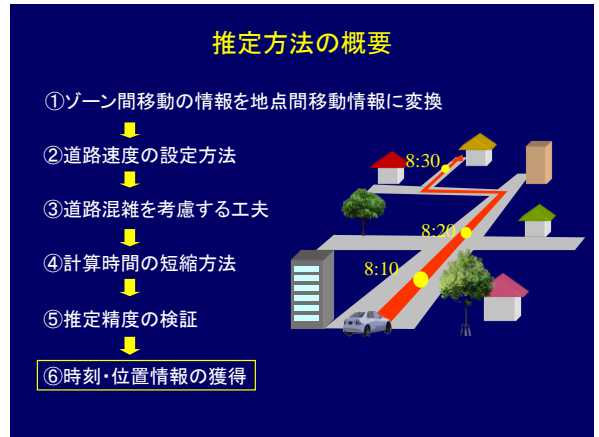 推定方法の概要
①ゾーン間移動の情報を地点間移動情報に変換
②道路速度の設定方法
③道路混雑を考慮する工夫
④計算時間の短縮方法
⑤推定精度の検証
⑥時刻・位置情報の獲得
8:30
8:20
8:10